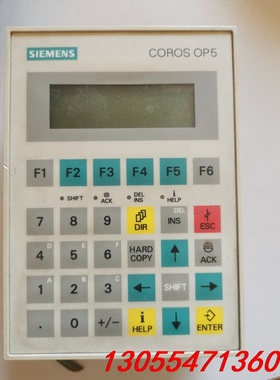 SIEMENS COROS OP5
F1 F2 F3 F4 F5 F6
SHIFT ACK DEL INS i HELP
7 8 9 DIR DEL INS ESC
D 4 E 5 F 6 HARD COPY ACK
A 1 B 2 C 3 SHIFT
. 0 +/- i HELP ENTER
13055471360